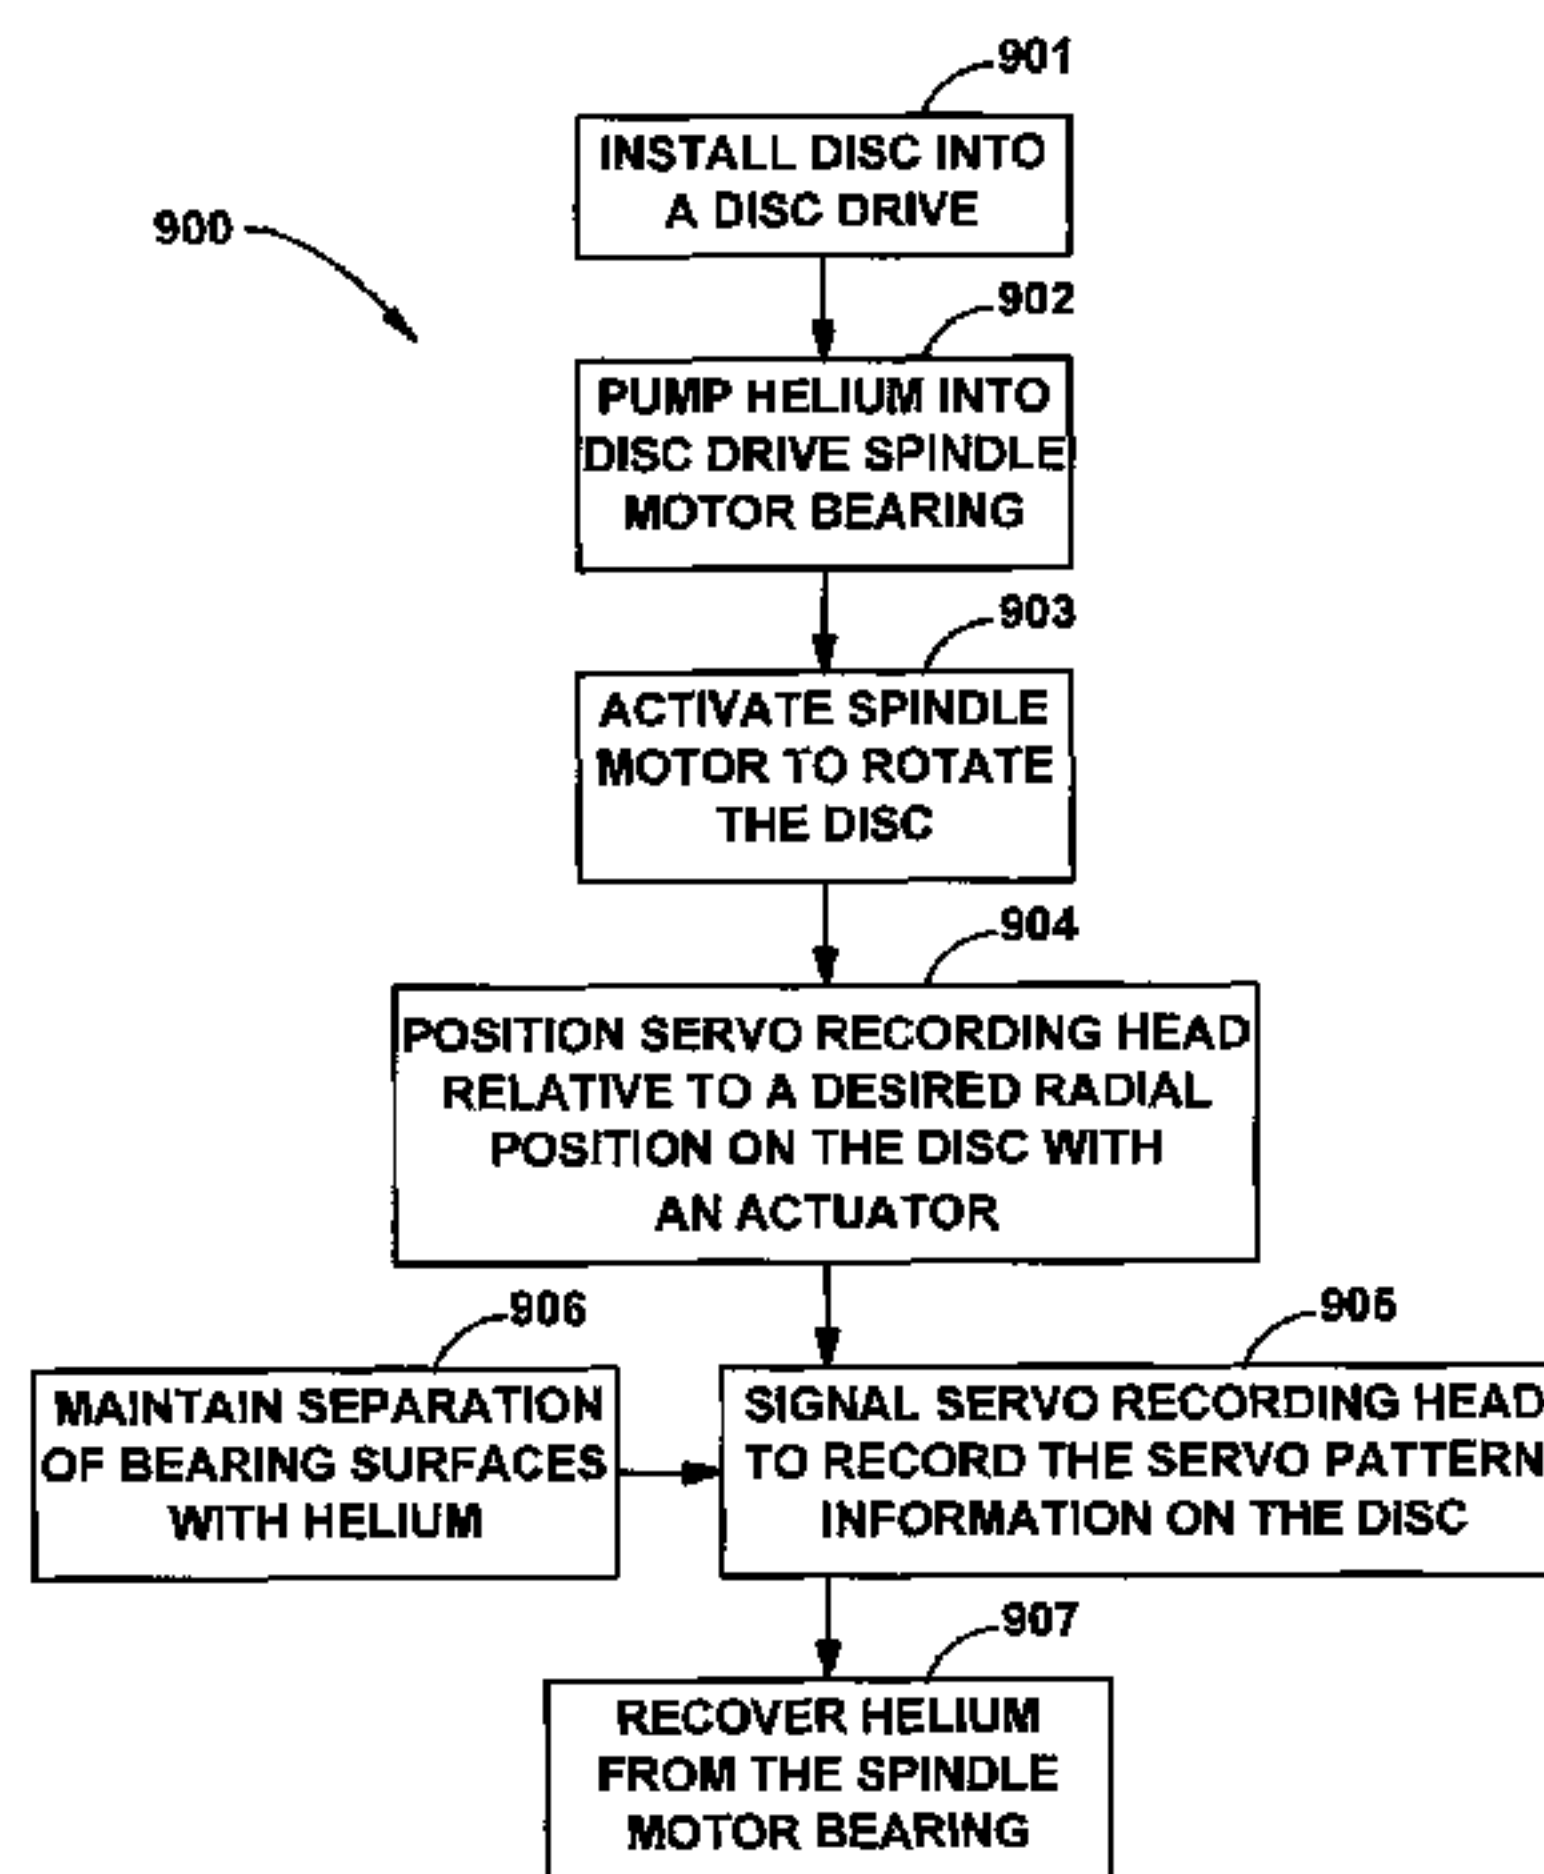 901
INSTALL DISC INTO
A DISC DRIVE
900
902
PUMP HELIUM INTO
DISC DRIVE SPINDLE
MOTOR BEARING
903
ACTIVATE SPINDLE
MOTOR TO ROTATE
THE DISC
904
POSITION SERVO RECORDING HEAD
RELATIVE TO A DESIRED RADIAL
POSITION ON THE DISC WITH
AN ACTUATOR
906
MAINTAIN SEPARATION
OF BEARING SURFACES
WITH HELIUM
905
SIGNAL SERVO RECORDING HEAD
TO RECORD THE SERVO PATTERN
INFORMATION ON THE DISC
907
RECOVER HELIUM
FROM THE SPINDLE
MOTOR BEARING